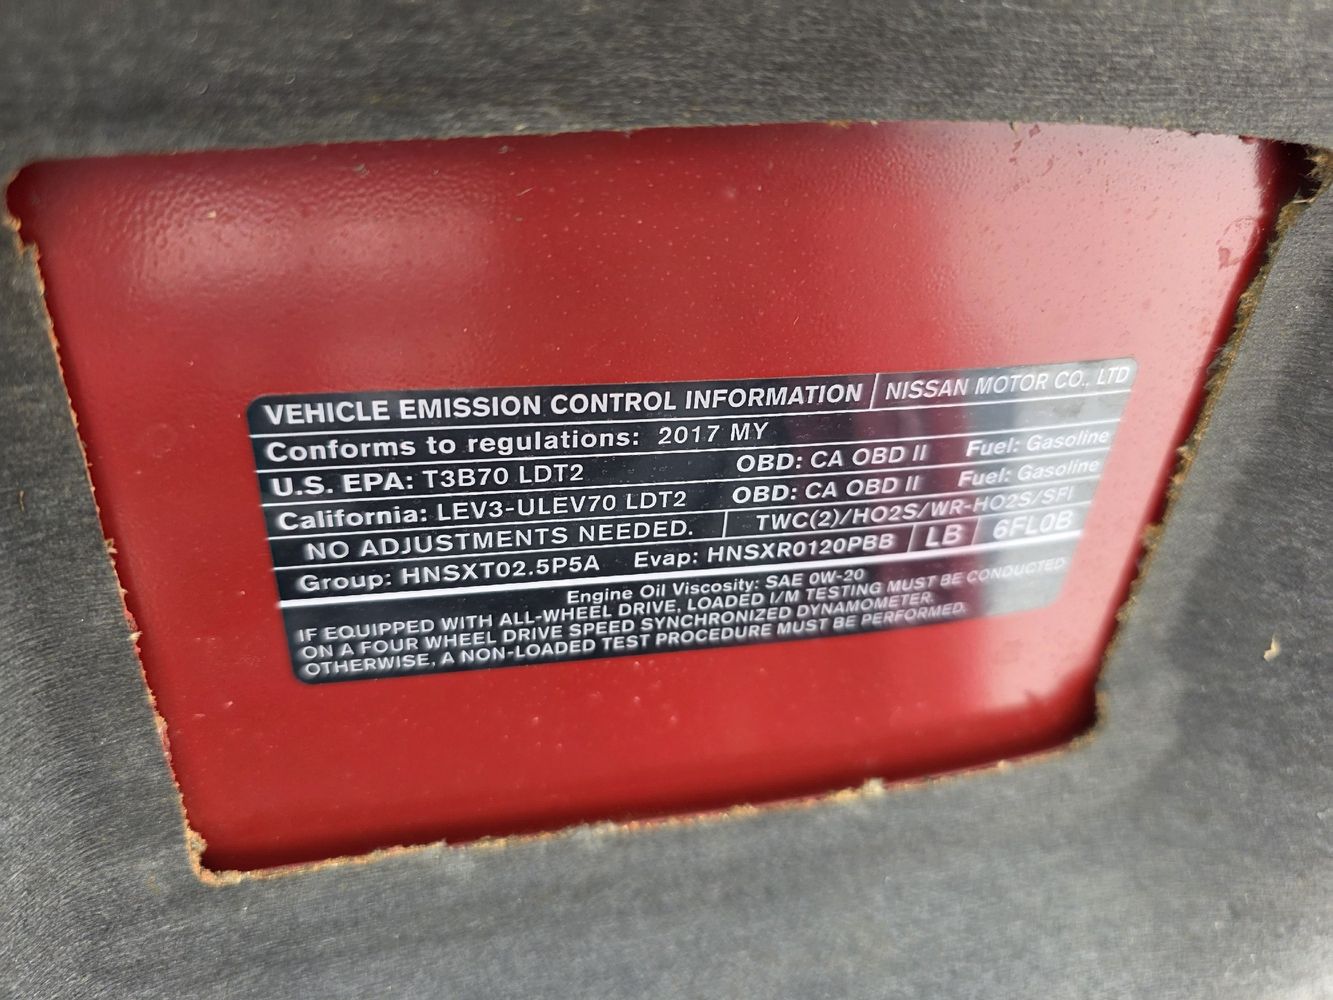 VEHICLE EMISSION CONTROL INFORMATION NISSAN MOTOR CO., LTD
Conforms to regulations: 2017 MY
U.S. EPA: T3B70 LDT2 OBD: CA OBD II Fuel: Gasoline
California: LEV3-ULEV70 LDT2 OBD: CA OBD II Fuel: Gasoline
NO ADJUSTMENTS NEEDED. TWC(2)/HO2S/WR-HO2S/SFI
Group: HNSXT02.5P5A Evap: HNSXR0120PBB LB 6FL0B
Engine Oil Viscosity: SAE 0W-20
IF EQUIPPED WITH ALL-WHEEL DRIVE, LOADED I/M TESTING MUST BE CONDUCTED
ON A FOUR WHEEL DRIVE SPEED SYNCHRONIZED DYNAMOMETER.
OTHERWISE, A NON-LOADED TEST PROCEDURE MUST BE PERFORMED.